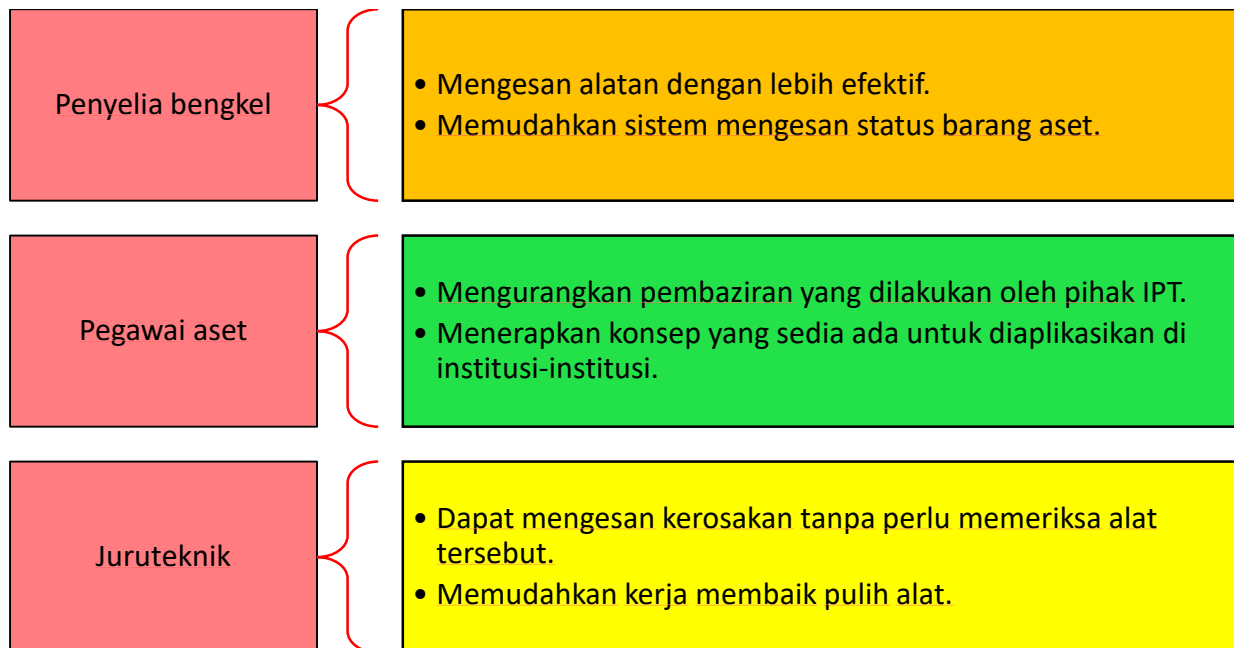 Penyelia bengkel
• Mengesan alatan dengan lebih efektif.
• Memudahkan sistem mengesan status barang aset.
Pegawai aset
• Mengurangkan pembaziran yang dilakukan oleh pihak IPT.
• Menerapkan konsep yang sedia ada untuk diaplikasikan di
institusi-institusi.
Juruteknik
• Dapat mengesan kerosakan tanpa perlu memeriksa alat
tersebut.
• Memudahkan kerja membaik pulih alat.